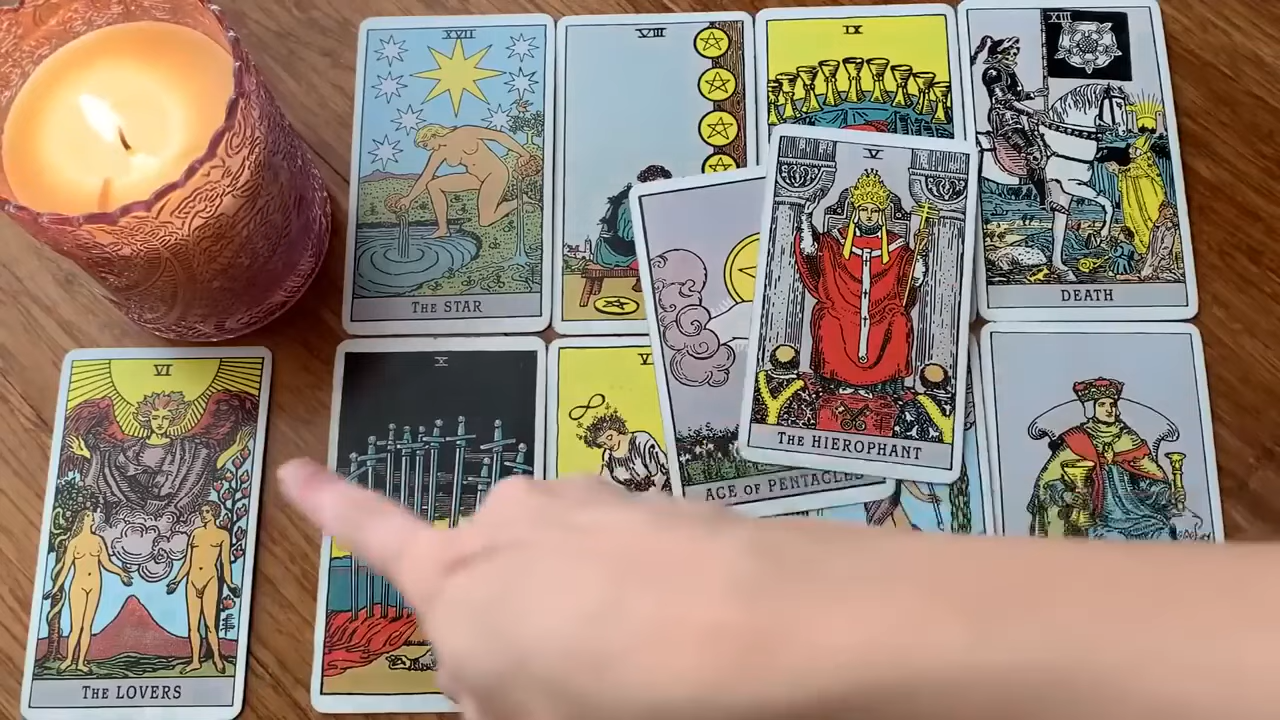 XVII
THE STAR
VIII
IX
XIII
DEATH
V
THE HIEROPHANT
ACE OF PENTACLES
VI
THE LOVERS
X